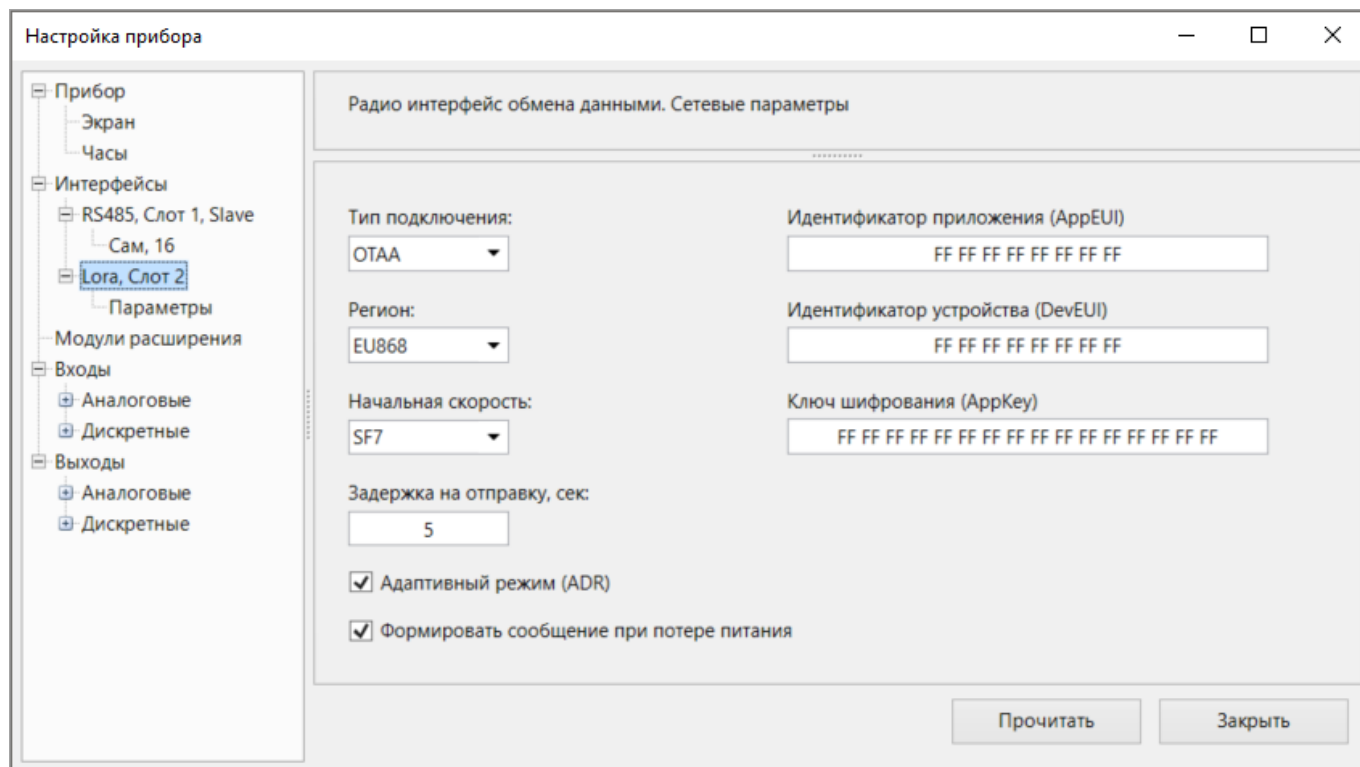 Настройка прибора
Прибор
Экран
Часы
Интерфейсы
RS485, Слот 1, Slave
Сам, 16
Lora, Слот 2
Параметры
Модули расширения
Входы
Аналоговые
Дискретные
Выходы
Аналоговые
Дискретные
Радио интерфейс обмена данными. Сетевые параметры
Тип подключения:
OTAA
Регион:
EU868
Начальная скорость:
SF7
Задержка на отправку, сек:
5
Адаптивный режим (ADR)
Формировать сообщение при потере питания
Идентификатор приложения (AppEUI)
FF FF FF FF FF FF FF FF
Идентификатор устройства (DevEUI)
FF FF FF FF FF FF FF FF
Ключ шифрования (AppKey)
FF FF FF FF FF FF FF FF FF FF FF FF FF FF FF FF
Прочитать
Закрыть